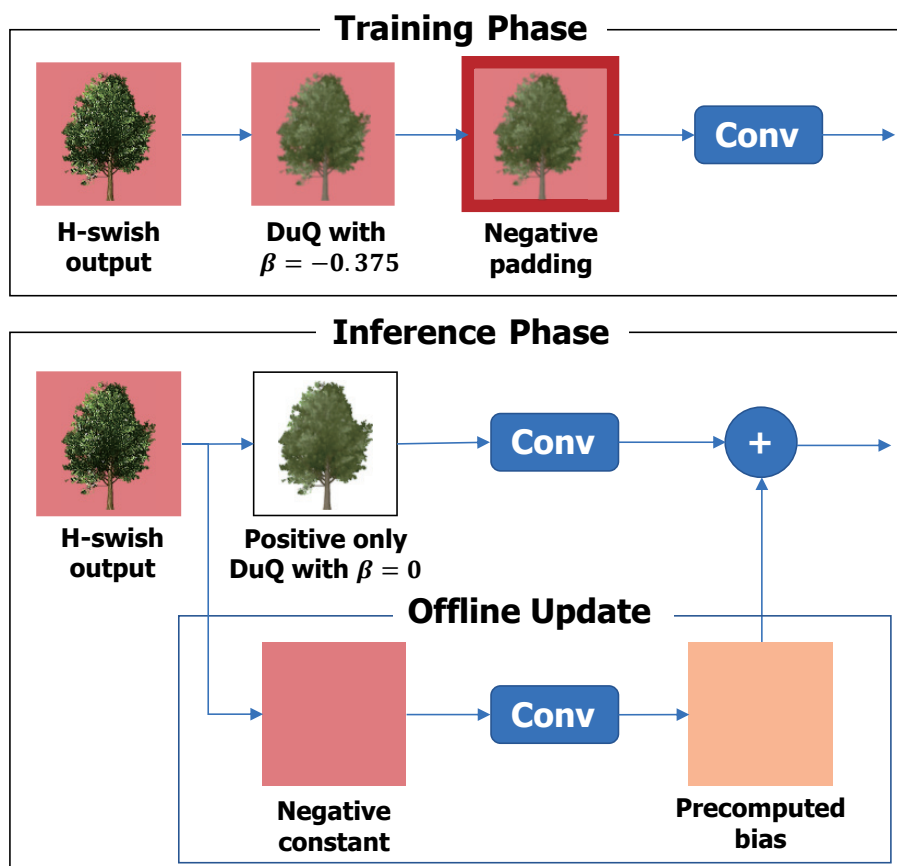 Training Phase
H-swish
output
DuQ with
β = −0.375
Negative
padding
Conv
Inference Phase
H-swish
output
Positive only
DuQ with β = 0
Conv
+
Offline Update
Negative
constant
Conv
Precomputed
bias